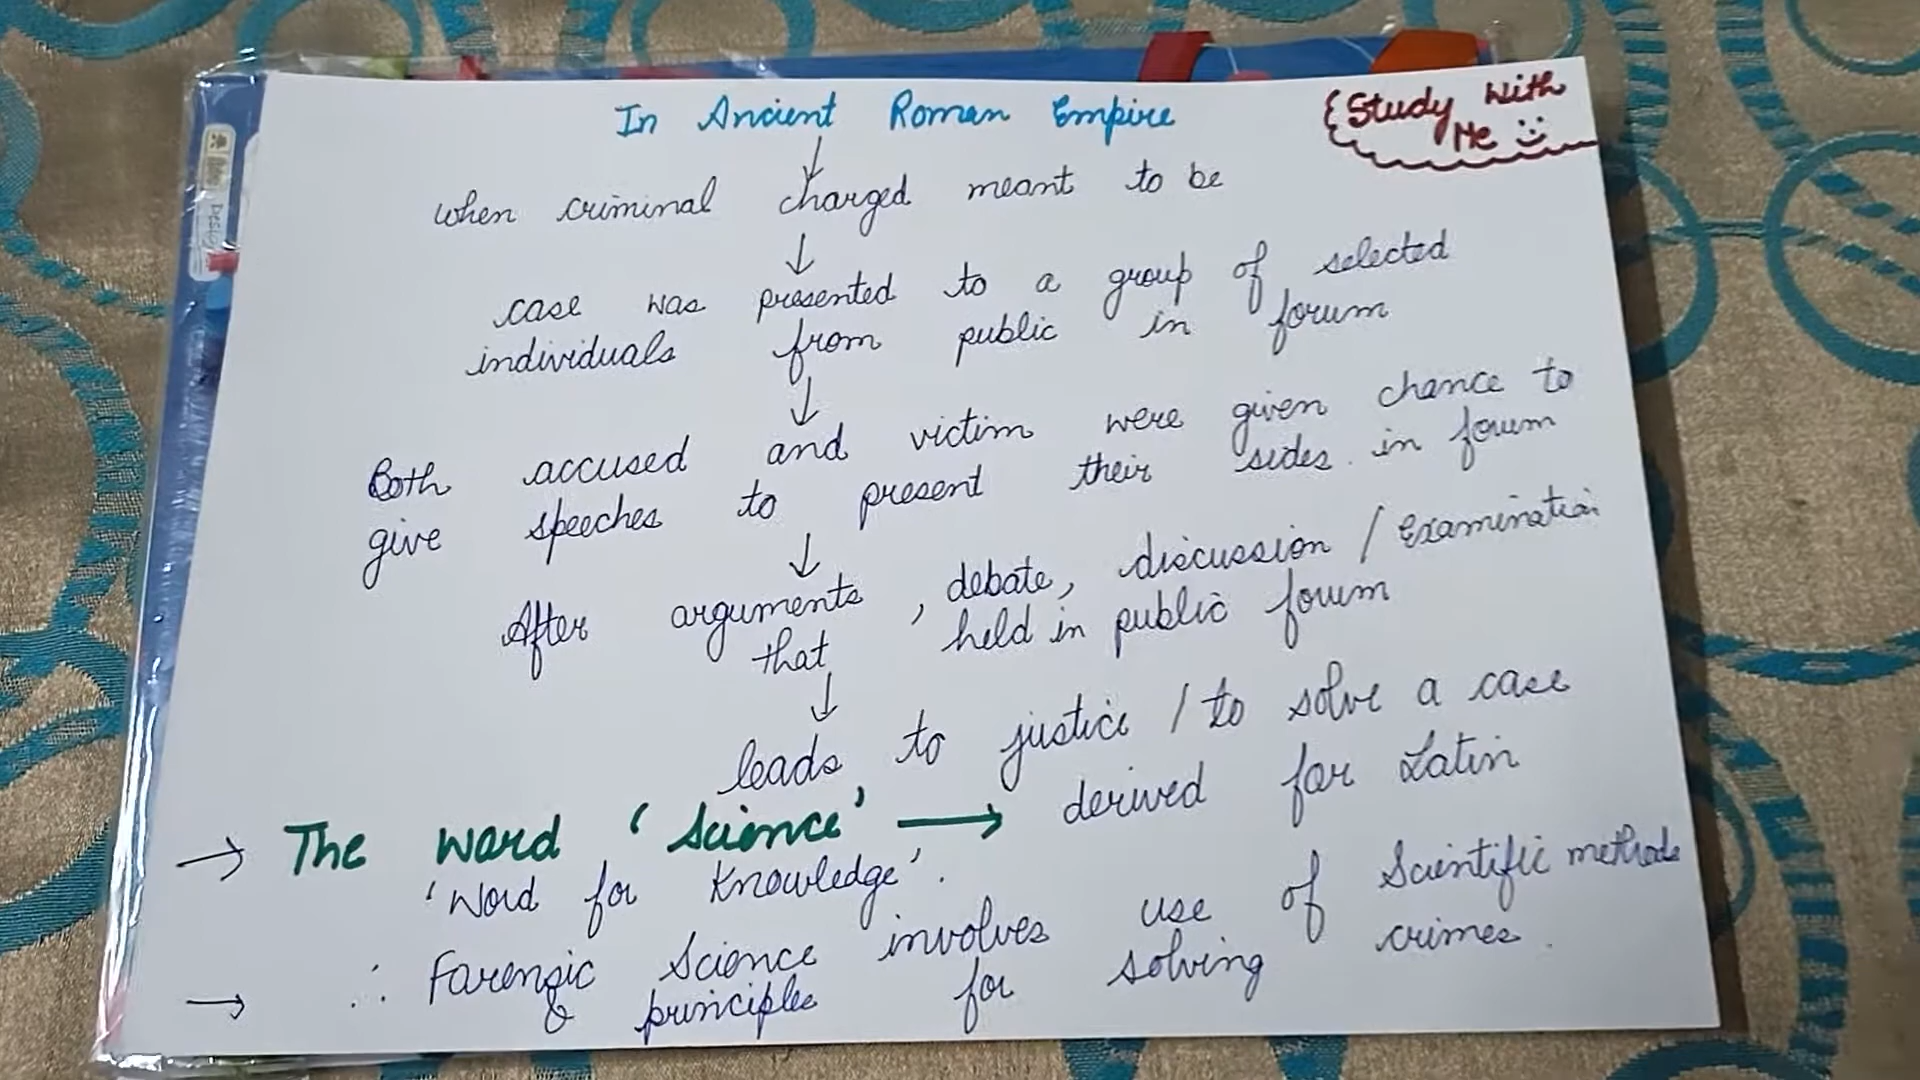 In Ancient Roman Empire
{Study With
Me
↓
when criminal charged meant to be
↓
case was presented to a group of selected
individuals from public in forum
↓
Both accused and victim were given chance to
give speeches to present their sides in forum
↓
After arguments, debate, discussion / Examination
that held in public forum
↓
leads to justice / to solve a case
→ The word 'Science' → derived for Latin
'Word for Knowledge'.
→ ∴ Forensic Science involves use of Scientific methods
& principles for solving crimes.